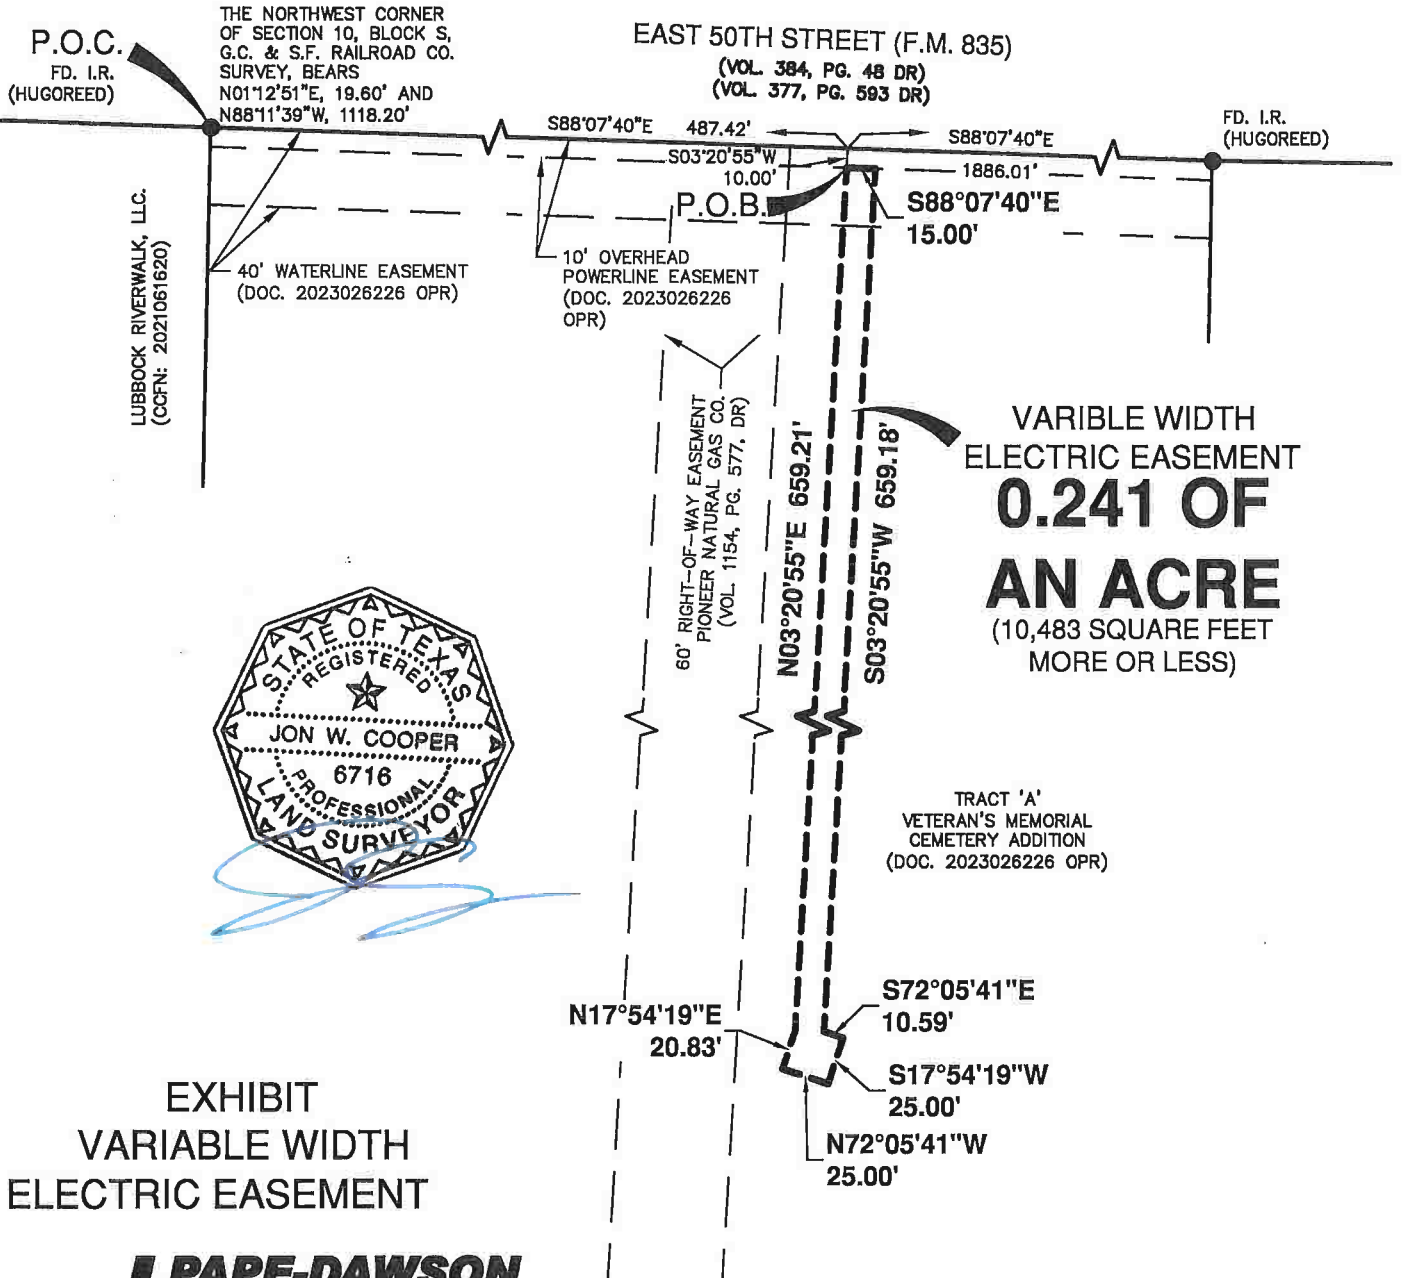 P.O.C.
FD. I.R.
(HUGOREED)
THE NORTHWEST CORNER
OF SECTION 10, BLOCK S,
G.C. & S.F. RAILROAD CO.
SURVEY, BEARS
N01°12'51"E, 19.60' AND
N88°11'39"W, 1118.20'
EAST 50TH STREET (F.M. 835)
(VOL. 384, PG. 48 DR)
(VOL. 377, PG. 593 DR)
S88°07'40"E 487.42'
S88°07'40"E
1886.01'
FD. I.R.
(HUGOREED)
S03°20'55"W
10.00'
P.O.B.
S88°07'40"E
15.00'
LUBBOCK RIVERWALK, LLC.
(CCFN: 2021061620)
40' WATERLINE EASEMENT
(DOC. 2023026226 OPR)
10' OVERHEAD
POWERLINE EASEMENT
(DOC. 2023026226
OPR)
60' RIGHT-OF-WAY EASEMENT
PIONEER NATURAL GAS CO.
(VOL. 1154, PG. 577, DR)
N03°20'55"E 659.21'
S03°20'55"W 659.18'
VARIBLE WIDTH
ELECTRIC EASEMENT
0.241 OF
AN ACRE
(10,483 SQUARE FEET
MORE OR LESS)
STATE OF TEXAS
REGISTERED
JON W. COOPER
6716
PROFESSIONAL
LAND SURVEYOR
TRACT 'A'
VETERAN'S MEMORIAL
CEMETERY ADDITION
(DOC. 2023026226 OPR)
N17°54'19"E
20.83'
S72°05'41"E
10.59'
S17°54'19"W
25.00'
N72°05'41"W
25.00'
EXHIBIT
VARIABLE WIDTH
ELECTRIC EASEMENT
PAPE-DAWSON